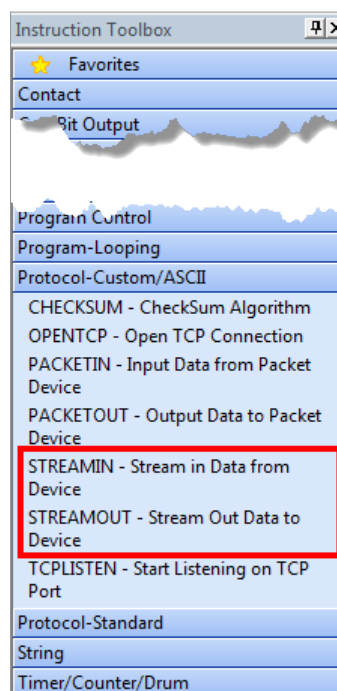 Instruction Toolbox
Favorites
Contact
Bit Output
Program Control
Program-Looping
Protocol-Custom/ASCII
CHECKSUM - CheckSum Algorithm
OPENTCP - Open TCP Connection
PACKETIN - Input Data from Packet
Device
PACKETOUT - Output Data to Packet
Device
STREAMIN - Stream in Data from
Device
STREAMOUT - Stream Out Data to
Device
TCPLISTEN - Start Listening on TCP
Port
Protocol-Standard
String
Timer/Counter/Drum